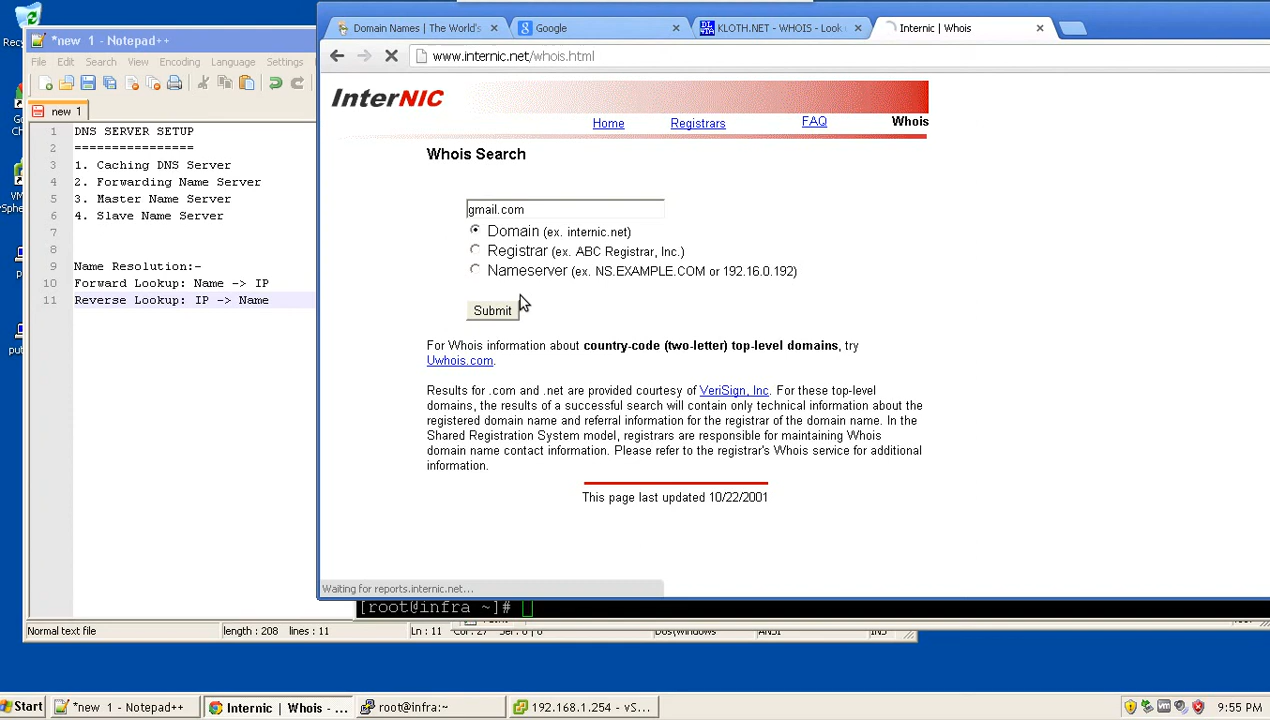 *new 1 - Notepad++
File Edit Search View Encoding Language Settings
new 1
1 DNS SERVER SETUP
2 ================
3 1. Caching DNS Server
4 2. Forwarding Name Server
5 3. Master Name Server
6 4. Slave Name Server
7
8
9 Name Resolution:-
10 Forward Lookup: Name -> IP
11 Reverse Lookup: IP -> Name
Domain Names | The World's
Google
KLOTH.NET - WHOIS - Look
Internic | Whois
www.internic.net/whois.html
InterNIC
Home Registrars FAQ Whois
Whois Search
gmail.com
Domain (ex. internic.net)
Registrar (ex. ABC Registrar, Inc.)
Nameserver (ex. NS.EXAMPLE.COM or 192.16.0.192)
Submit
For Whois information about country-code (two-letter) top-level domains, try
Uwhois.com.
Results for .com and .net are provided courtesy of VeriSign, Inc. For these top-level
domains, the results of a successful search will contain only technical information about the
registered domain name and referral information for the registrar of the domain name. In the
Shared Registration System model, registrars are responsible for maintaining Whois
domain name contact information. Please refer to the registrar's Whois service for additional
information.
This page last updated 10/22/2001
Waiting for reports.internic.net...
[root@infra ~]#
Normal text file length : 208 lines : 11 Ln : 11
Start *new 1 - Notepad++ Internic | Whois - ... root@infra:~ 192.168.1.254 - vS... 9:55 PM